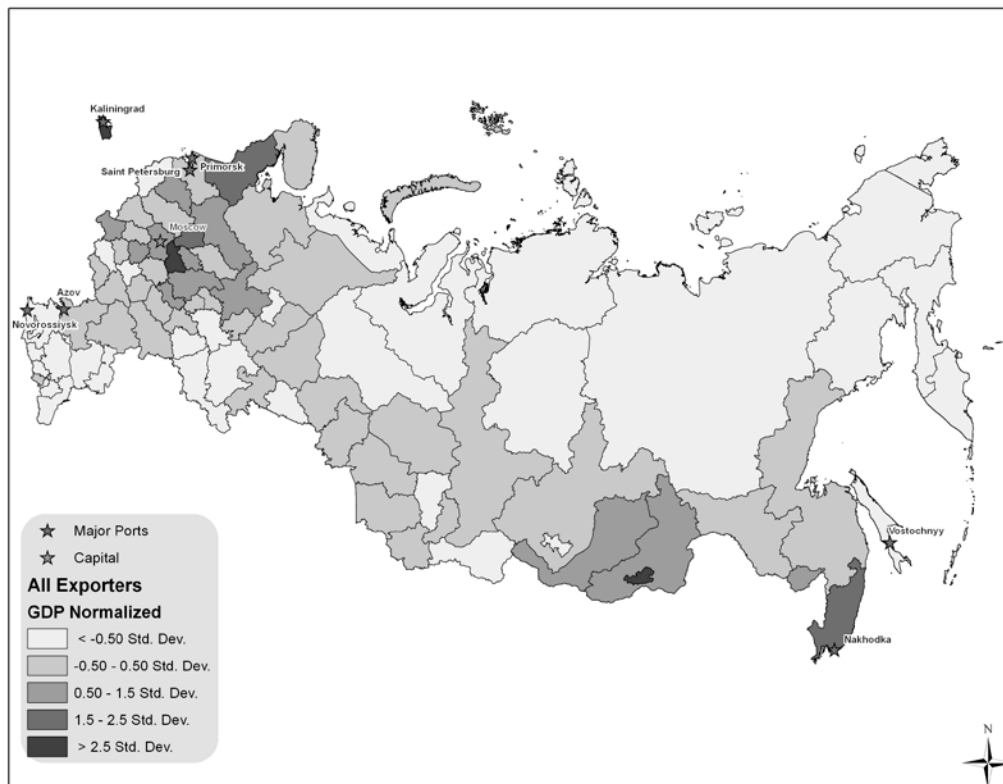 Kaliningrad
Saint Petersburg
Primorsk
Moscow
Azov
Novorossiysk
Vostochnyy
Nakhodka
Major Ports
Capital
All Exporters
GDP Normalized
< -0.50 Std. Dev.
-0.50 - 0.50 Std. Dev.
0.50 - 1.5 Std. Dev.
1.5 - 2.5 Std. Dev.
> 2.5 Std. Dev.
N